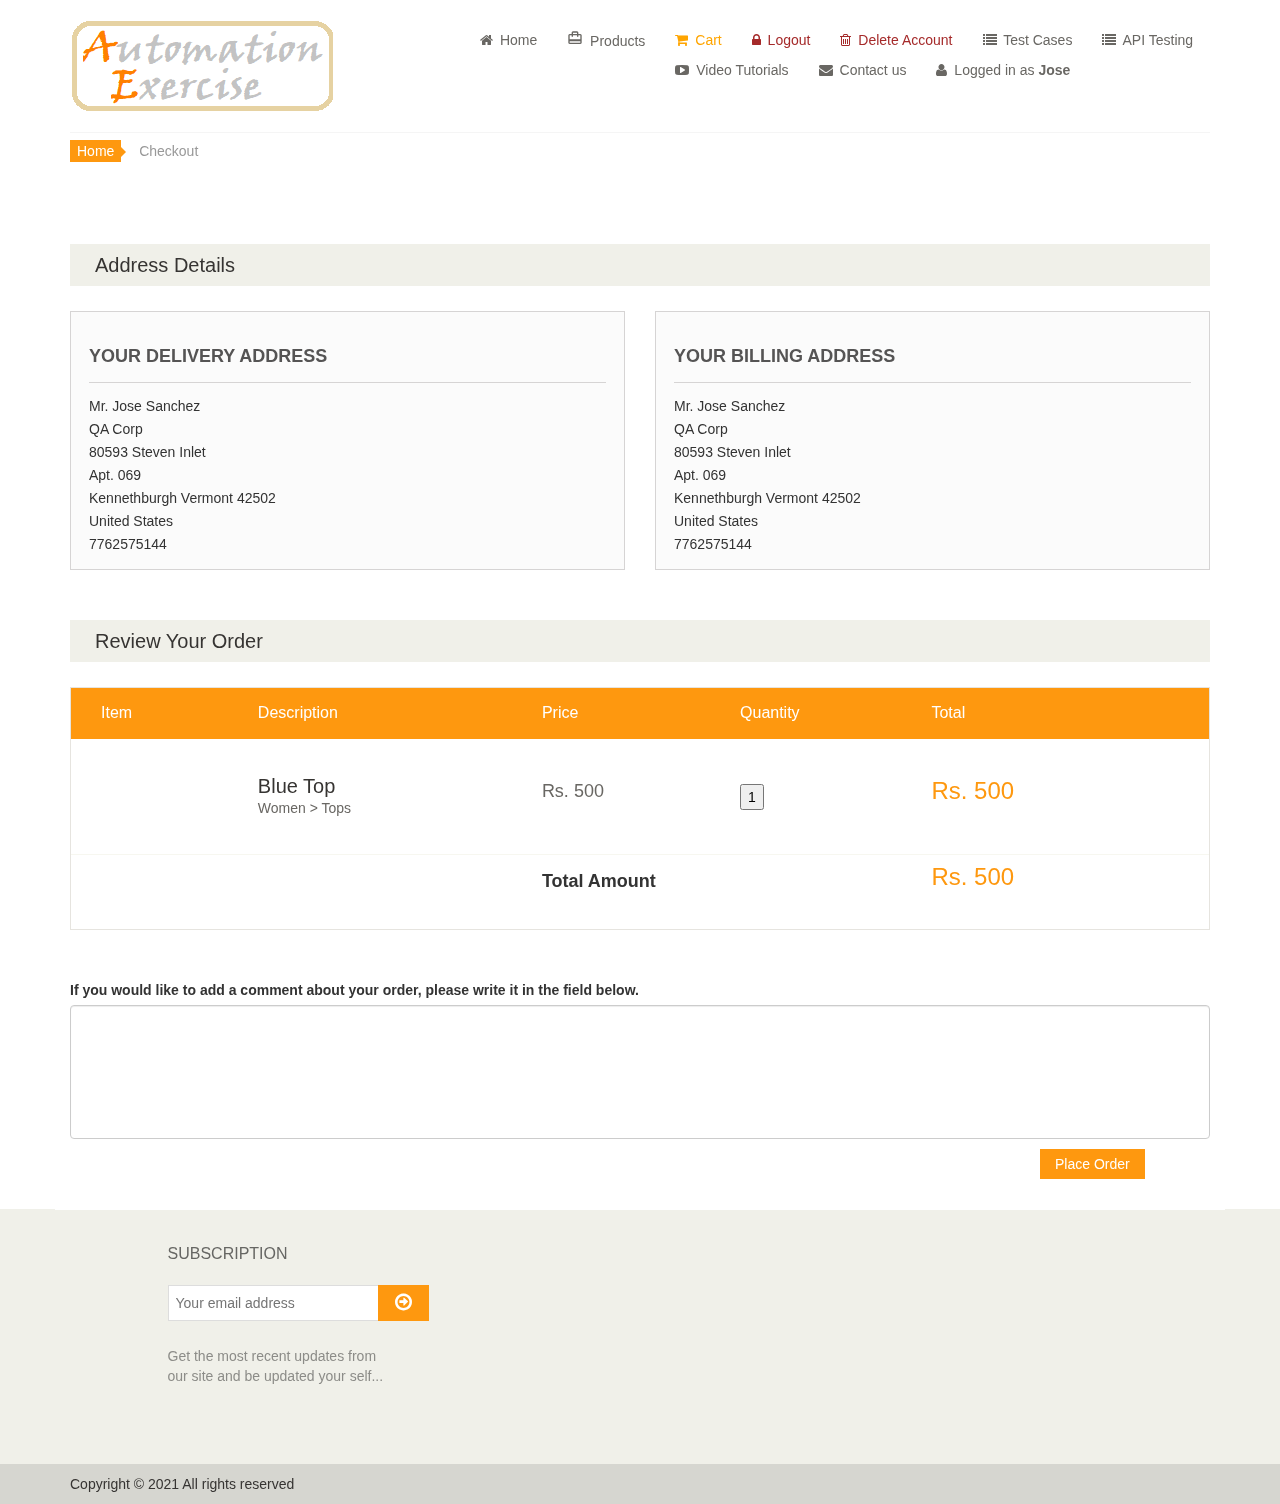 Automation
Exercise
Home
Products
Cart
Logout
Delete Account
Test Cases
API Testing
Video Tutorials
Contact us
Logged in as Jose
Home
Checkout
Address Details
YOUR DELIVERY ADDRESS
Mr. Jose Sanchez
QA Corp
80593 Steven Inlet
Apt. 069
Kennethburgh Vermont 42502
United States
7762575144
YOUR BILLING ADDRESS
Mr. Jose Sanchez
QA Corp
80593 Steven Inlet
Apt. 069
Kennethburgh Vermont 42502
United States
7762575144
Review Your Order
Item Description Price Quantity Total
Blue Top
Women > Tops
Rs. 500
1
Rs. 500
Total Amount Rs. 500
If you would like to add a comment about your order, please write it in the field below.
Place Order
SUBSCRIPTION
Your email address
Get the most recent updates from
our site and be updated your self...
Copyright © 2021 All rights reserved